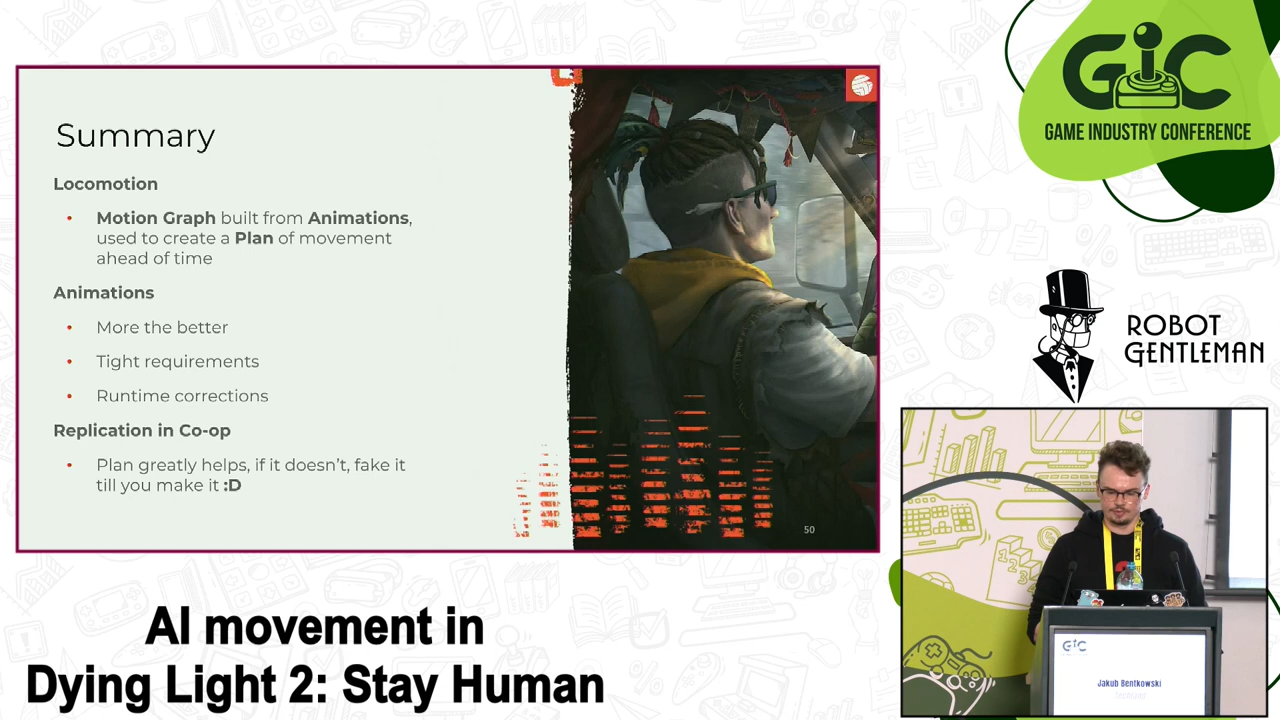 Summary
Locomotion
• Motion Graph built from Animations,
used to create a Plan of movement
ahead of time
Animations
• More the better
• Tight requirements
• Runtime corrections
Replication in Co-op
• Plan greatly helps, if it doesn’t, fake it
till you make it :D
50
GIC
GAME INDUSTRY CONFERENCE
ROBOT
GENTLEMAN
GIC
Jakub Bentkowski
AI movement in
Dying Light 2: Stay Human